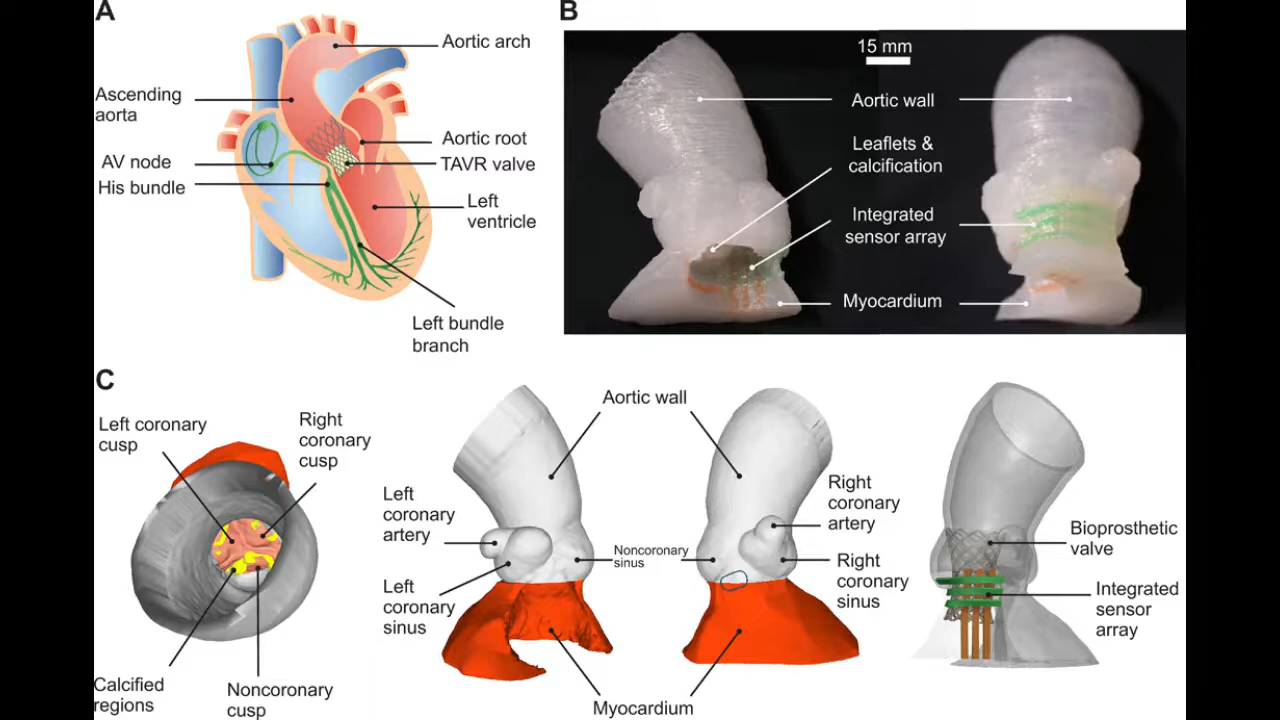 A
Aortic arch
Ascending
aorta
Aortic root
AV node
TAVR valve
His bundle
Left
ventricle
Left bundle
branch
B
15 mm
Aortic wall
Leaflets &
calcification
Integrated
sensor array
Myocardium
C
Left coronary
cusp
Right
coronary
cusp
Calcified
regions
Noncoronary
cusp
Aortic wall
Left
coronary
artery
Left
coronary
sinus
Noncoronary
sinus
Right
coronary
artery
Right
coronary
sinus
Myocardium
Bioprosthetic
valve
Integrated
sensor
array